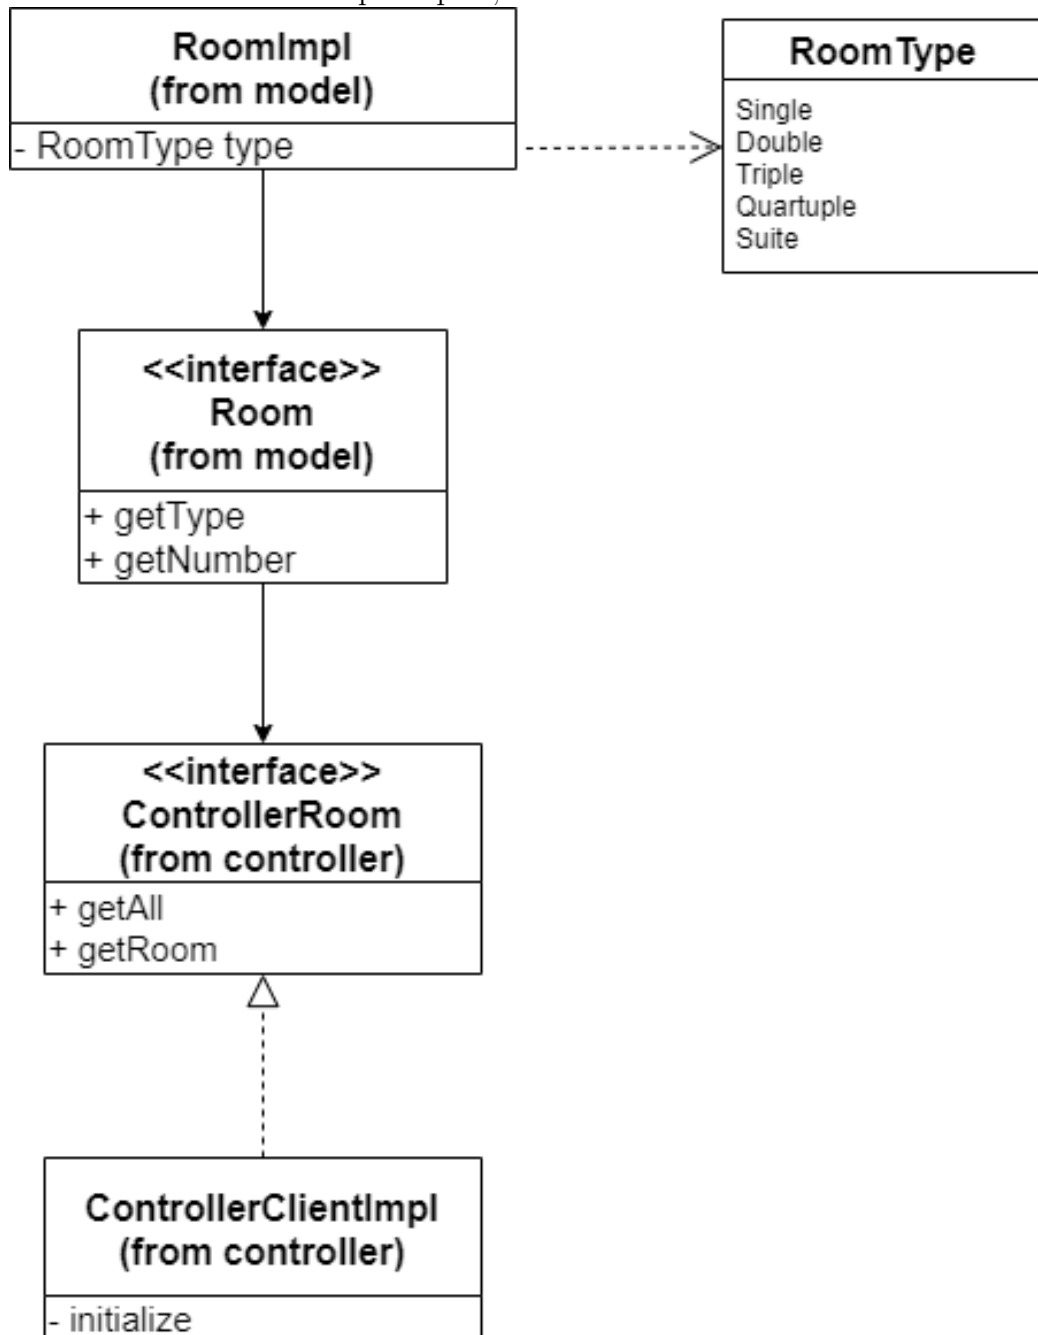 RoomImpl
(from model)
- RoomType type
RoomType
Single
Double
Triple
Quartuple
Suite
<<interface>>
Room
(from model)
+ getType
+ getNumber
<<interface>>
ControllerRoom
(from controller)
+ getAll
+ getRoom
ControllerClientImpl
(from controller)
- initialize